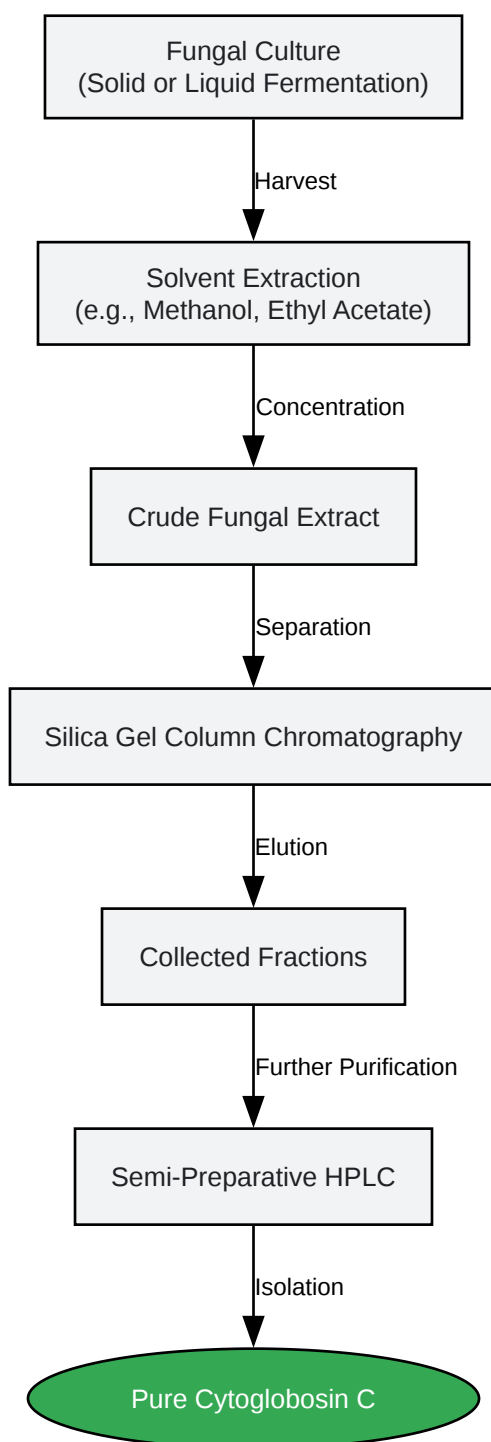 Fungal Culture
(Solid or Liquid Fermentation)
Harvest
Solvent Extraction
(e.g., Methanol, Ethyl Acetate)
Concentration
Crude Fungal Extract
Separation
Silica Gel Column Chromatography
Elution
Collected Fractions
Further Purification
Semi-Preparative HPLC
Isolation
Pure Cytoglobosin C